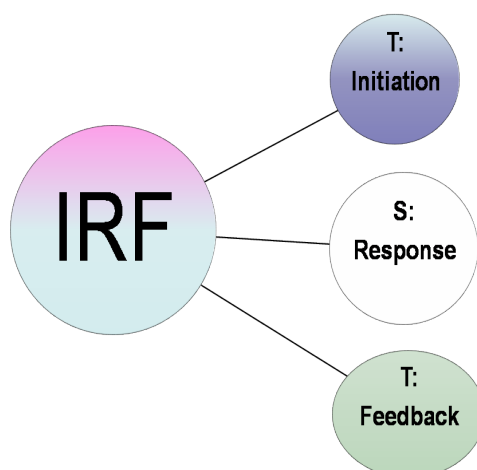 IRF
T:
Initiation
S:
Response
T:
Feedback